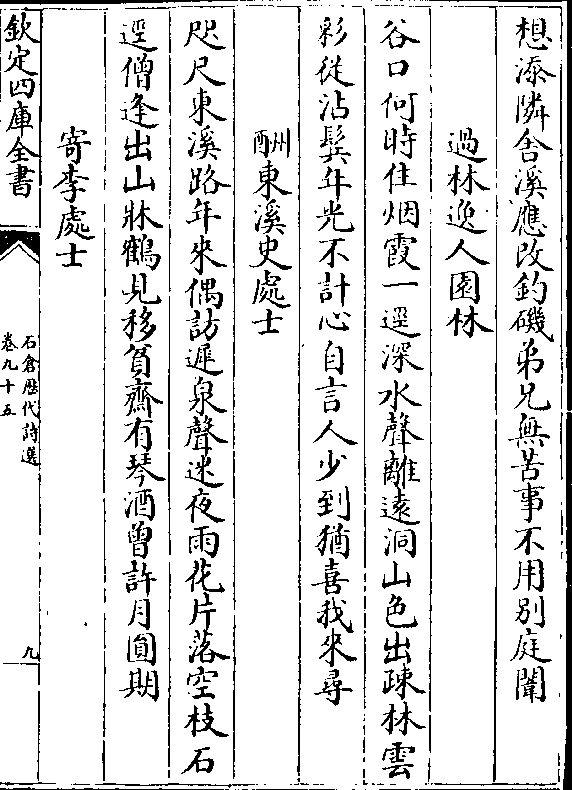 想添隣舍溪應改釣磯弟兄無苦事不用别庭闈
過林逸人園林
谷口何時住烟霞一逕深水聲離遠洞山色出疎林雲
彩從沾鬂年光不計心自言人少到猶喜我來尋
酬東溪史處士
咫尺東溪路年來偶訪遲泉聲迷夜雨花片落空枝石
逕僧逢出山牀鶴見移貧齋有琴酒曽許月圎期
寄李處士
欽定四庫全書
石倉歴代詩選
卷九十五
九